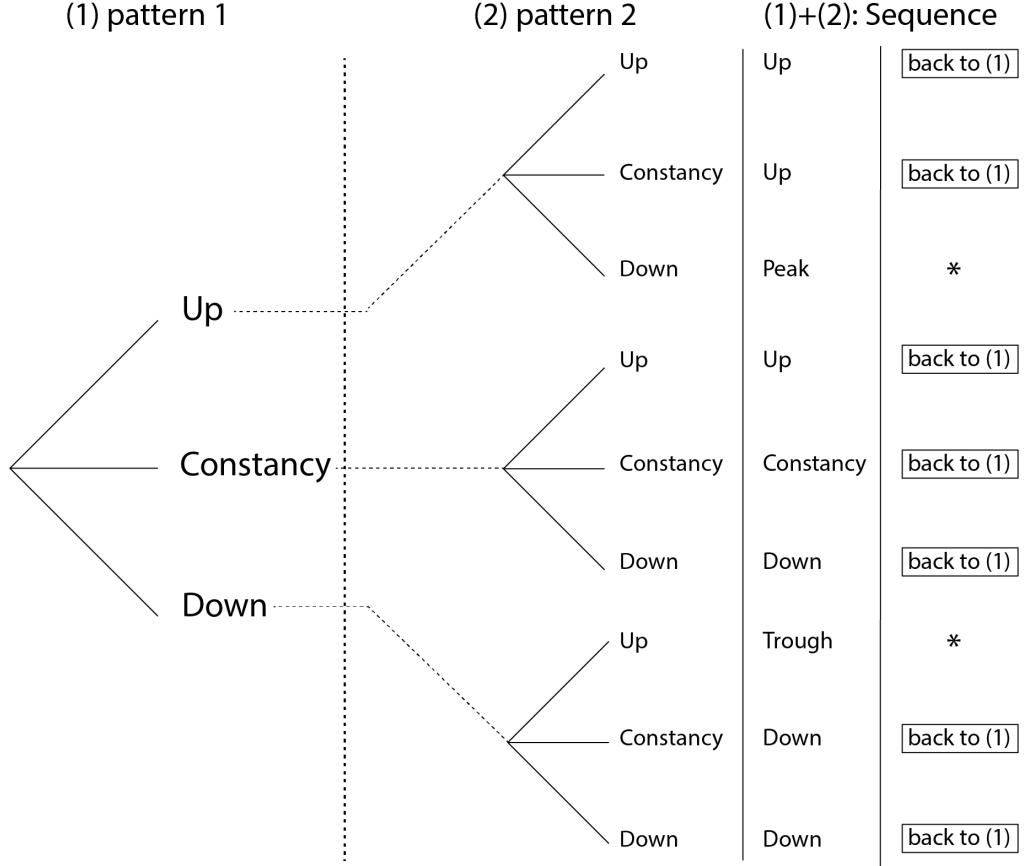 (1) pattern 1
(2) pattern 2
(1)+(2): Sequence
Up
Up
back to (1)
Constancy
Up
back to (1)
Down
Peak
*
Up
Up
Up
back to (1)
Constancy
Constancy
Constancy
back to (1)
Down
Down
back to (1)
Down
Up
Trough
*
Constancy
Down
back to (1)
Down
Down
back to (1)